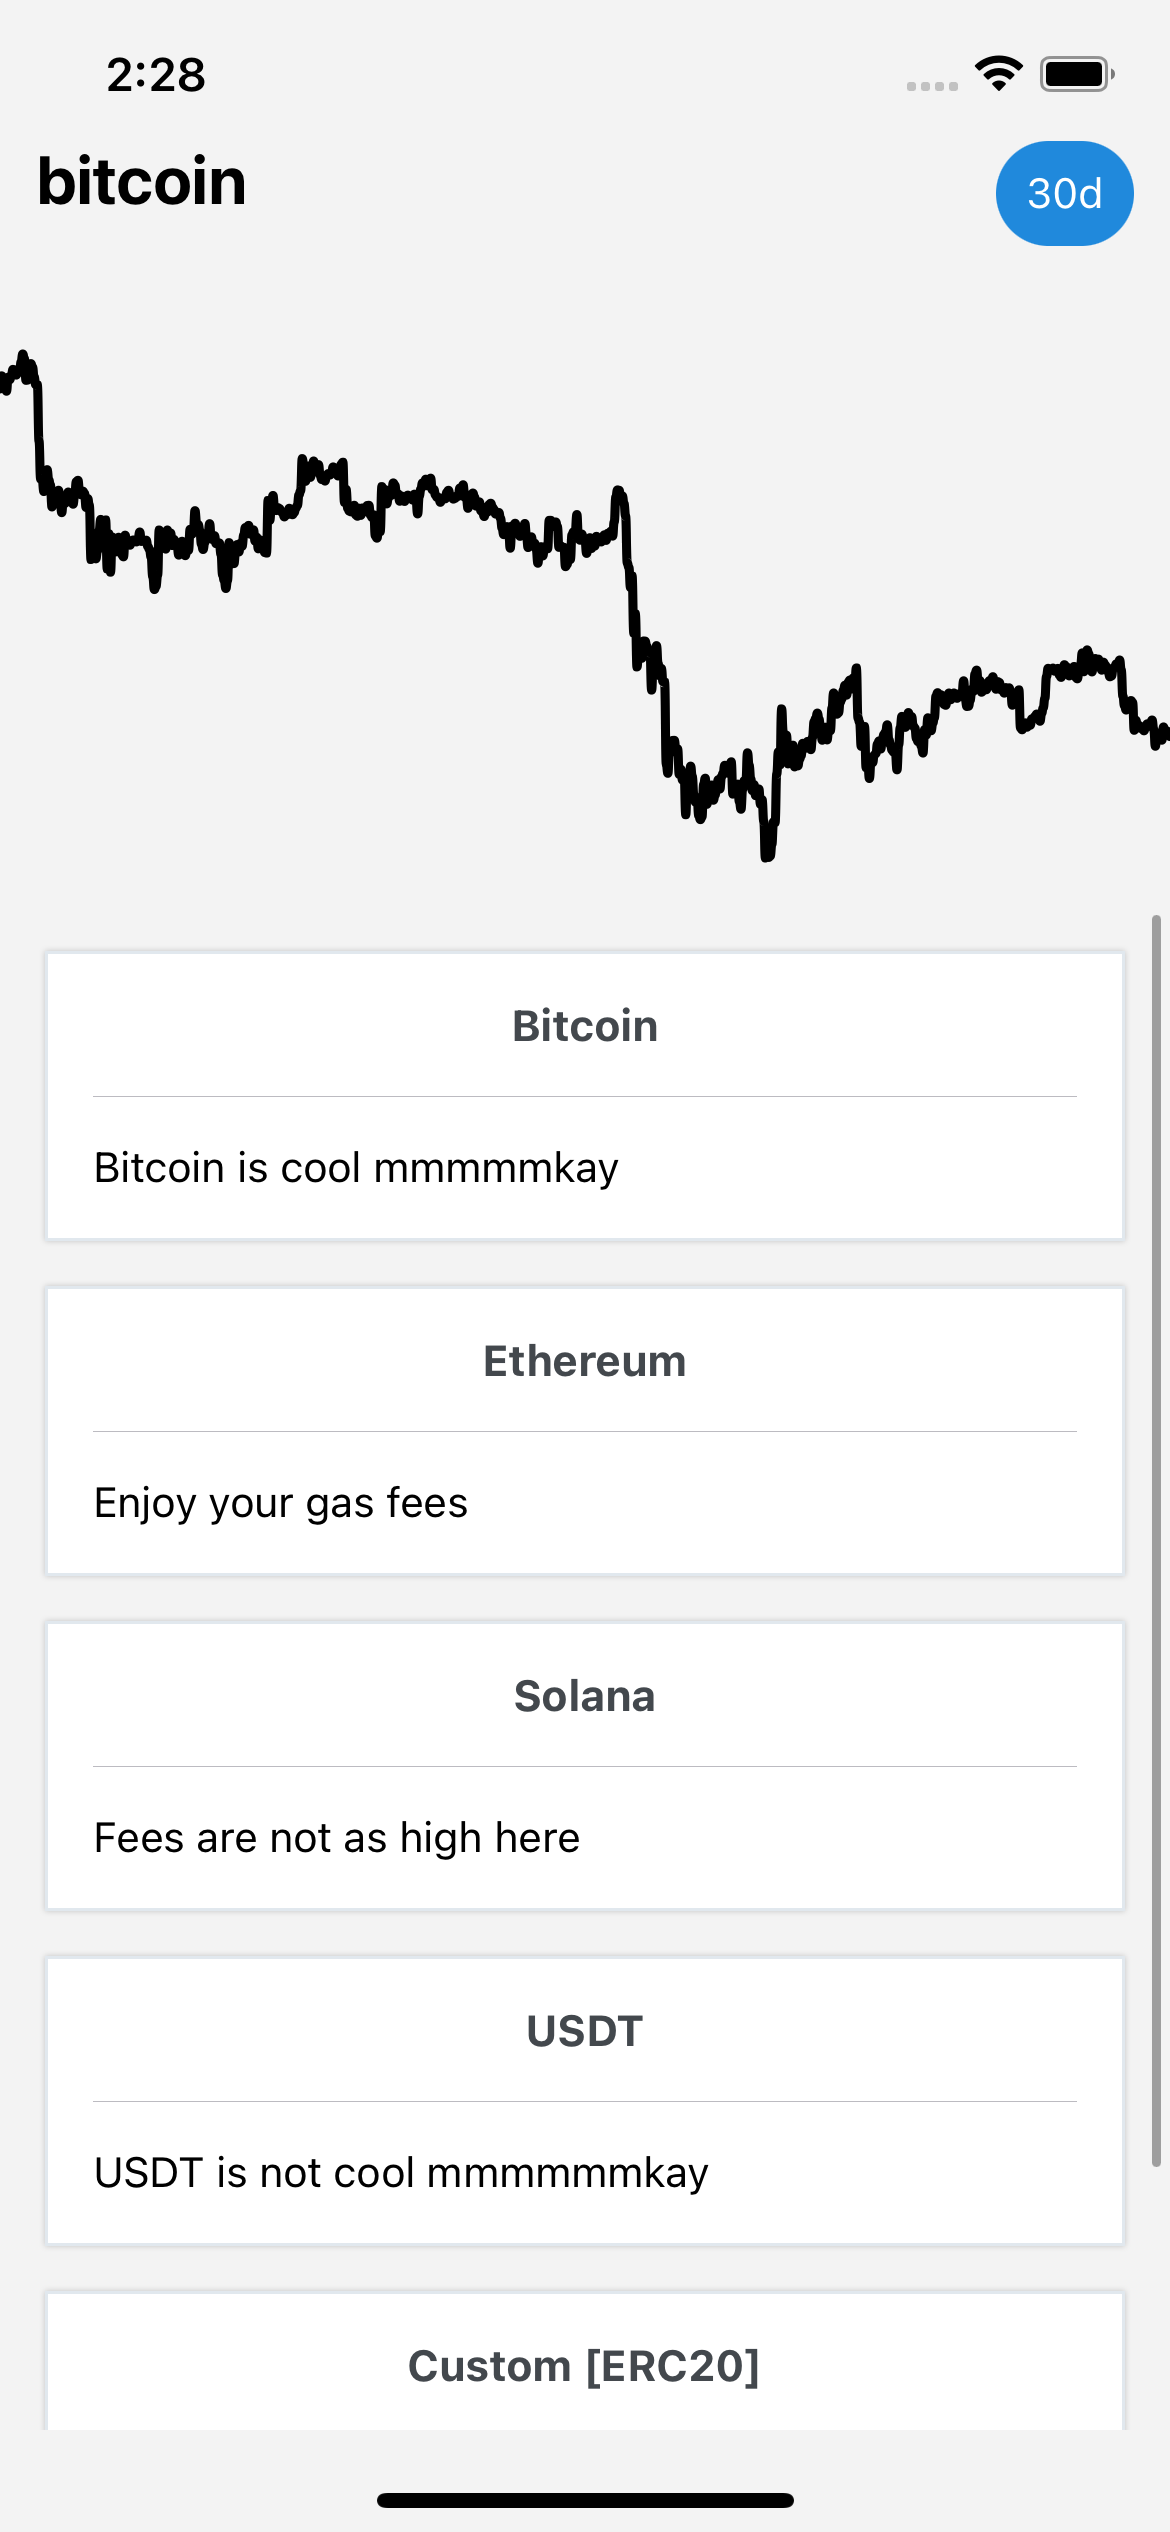 2:28
bitcoin
30d
Bitcoin
Bitcoin is cool mmmmmkay
Ethereum
Enjoy your gas fees
Solana
Fees are not as high here
USDT
USDT is not cool mmmmmmkay
Custom [ERC20]